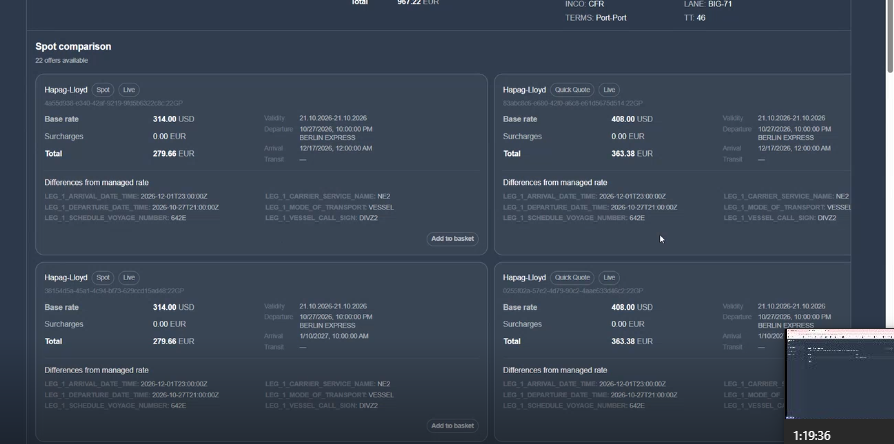 Total 967.22 EUR
INCO: CFR LANE: BIG-71
TERMS: Port-Port TT: 46
Spot comparison
22 offers available
Hapag-Lloyd Spot Live
Base rate 314.00 USD
Surcharges 0.00 EUR
Total 279.66 EUR
Validity 21.10.2026-21.10.2026
Departure 10/27/2026, 10:00:00 PM
BERLIN EXPRESS
Arrival 12/17/2026, 12:00:00 AM
Transit —
Differences from managed rate
LEG_1_ARRIVAL_DATE_TIME: 2026-12-01T23:00:00Z LEG_1_CARRIER_SERVICE_NAME: NE2
LEG_1_DEPARTURE_DATE_TIME: 2026-10-27T21:00:00Z LEG_1_MODE_OF_TRANSPORT: VESSEL
LEG_1_SCHEDULE_VOYAGE_NUMBER: 642E LEG_1_VESSEL_CALL_SIGN: DIVZ2
Add to basket
Hapag-Lloyd Quick Quote Live
Base rate 408.00 USD
Surcharges 0.00 EUR
Total 363.38 EUR
Validity 21.10.2026-21.10.2026
Departure 10/27/2026, 10:00:00 PM
BERLIN EXPRESS
Arrival 12/17/2026, 12:00:00 AM
Transit —
Differences from managed rate
LEG_1_ARRIVAL_DATE_TIME: 2026-12-01T23:00:00Z LEG_1_CARRIER_SERVICE_NAME: NE2
LEG_1_DEPARTURE_DATE_TIME: 2026-10-27T21:00:00Z LEG_1_MODE_OF_TRANSPORT: VESSEL
LEG_1_SCHEDULE_VOYAGE_NUMBER: 642E LEG_1_VESSEL_CALL_SIGN: DIVZ2
Hapag-Lloyd Spot Live
Base rate 314.00 USD
Surcharges 0.00 EUR
Total 279.66 EUR
Validity 21.10.2026-21.10.2026
Departure 10/27/2026, 10:00:00 PM
BERLIN EXPRESS
Arrival 1/10/2027, 10:00:00 AM
Transit —
Differences from managed rate
LEG_1_ARRIVAL_DATE_TIME: 2026-12-01T23:00:00Z LEG_1_CARRIER_SERVICE_NAME: NE2
LEG_1_DEPARTURE_DATE_TIME: 2026-10-27T21:00:00Z LEG_1_MODE_OF_TRANSPORT: VESSEL
LEG_1_SCHEDULE_VOYAGE_NUMBER: 642E LEG_1_VESSEL_CALL_SIGN: DIVZ2
Add to basket
Hapag-Lloyd Quick Quote Live
Base rate 408.00 USD
Surcharges 0.00 EUR
Total 363.38 EUR
Validity 21.10.2026-21.10.2026
Departure 10/27/2026, 10:00:00 PM
BERLIN EXPRESS
Arrival 1/10/2027,
Transit —
Differences from managed rate
LEG_1_ARRIVAL_DATE_TIME: 2026-12-01T23:00:00Z LEG_1_CARRIER_S
LEG_1_DEPARTURE_DATE_TIME: 2026-10-27T21:00:00Z LEG_1_MODE_OF
LEG_1_SCHEDULE_VOYAGE_NUMBER: 642E LEG_1_VESSEL_C
1:19:36